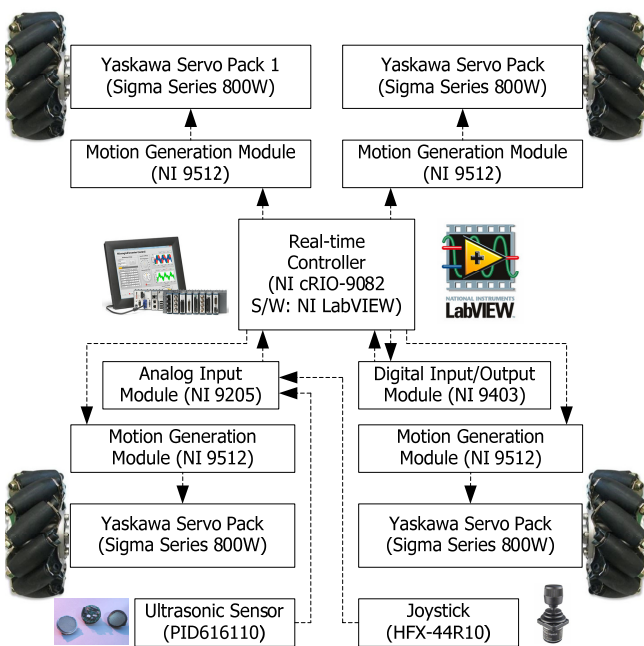 Yaskawa Servo Pack 1
(Sigma Series 800W)
Yaskawa Servo Pack
(Sigma Series 800W)
Motion Generation Module
(NI 9512)
Motion Generation Module
(NI 9512)
Real-time
Controller
(NI cRIO-9082
S/W: NI LabVIEW)
NATIONAL INSTRUMENTS
LabVIEW
Analog Input
Module (NI 9205)
Digital Input/Output
Module (NI 9403)
Motion Generation
Module (NI 9512)
Motion Generation
Module (NI 9512)
Yaskawa Servo Pack
(Sigma Series 800W)
Yaskawa Servo Pack
(Sigma Series 800W)
Ultrasonic Sensor
(PID616110)
Joystick
(HFX-44R10)